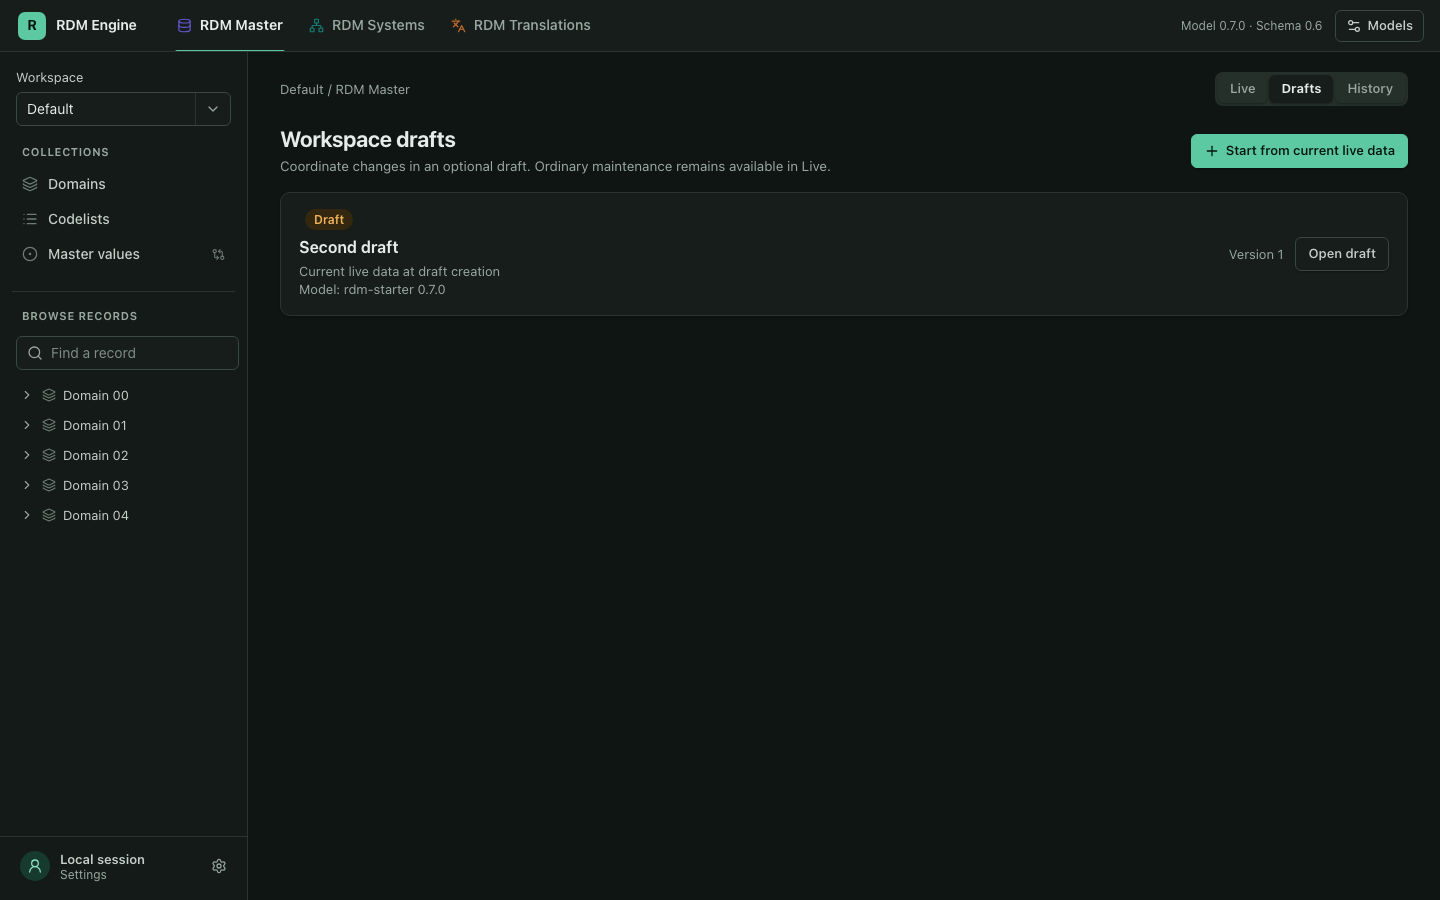 R RDM Engine RDM Master RDM Systems RDM Translations Model 0.7.0 · Schema 0.6 Models
Workspace
Default
COLLECTIONS
Domains
Codelists
Master values
BROWSE RECORDS
Find a record
Domain 00
Domain 01
Domain 02
Domain 03
Domain 04
Local session
Settings
Default / RDM Master
Live Drafts History
Workspace drafts
Coordinate changes in an optional draft. Ordinary maintenance remains available in Live.
Start from current live data
Draft
Second draft
Current live data at draft creation
Model: rdm-starter 0.7.0
Version 1 Open draft